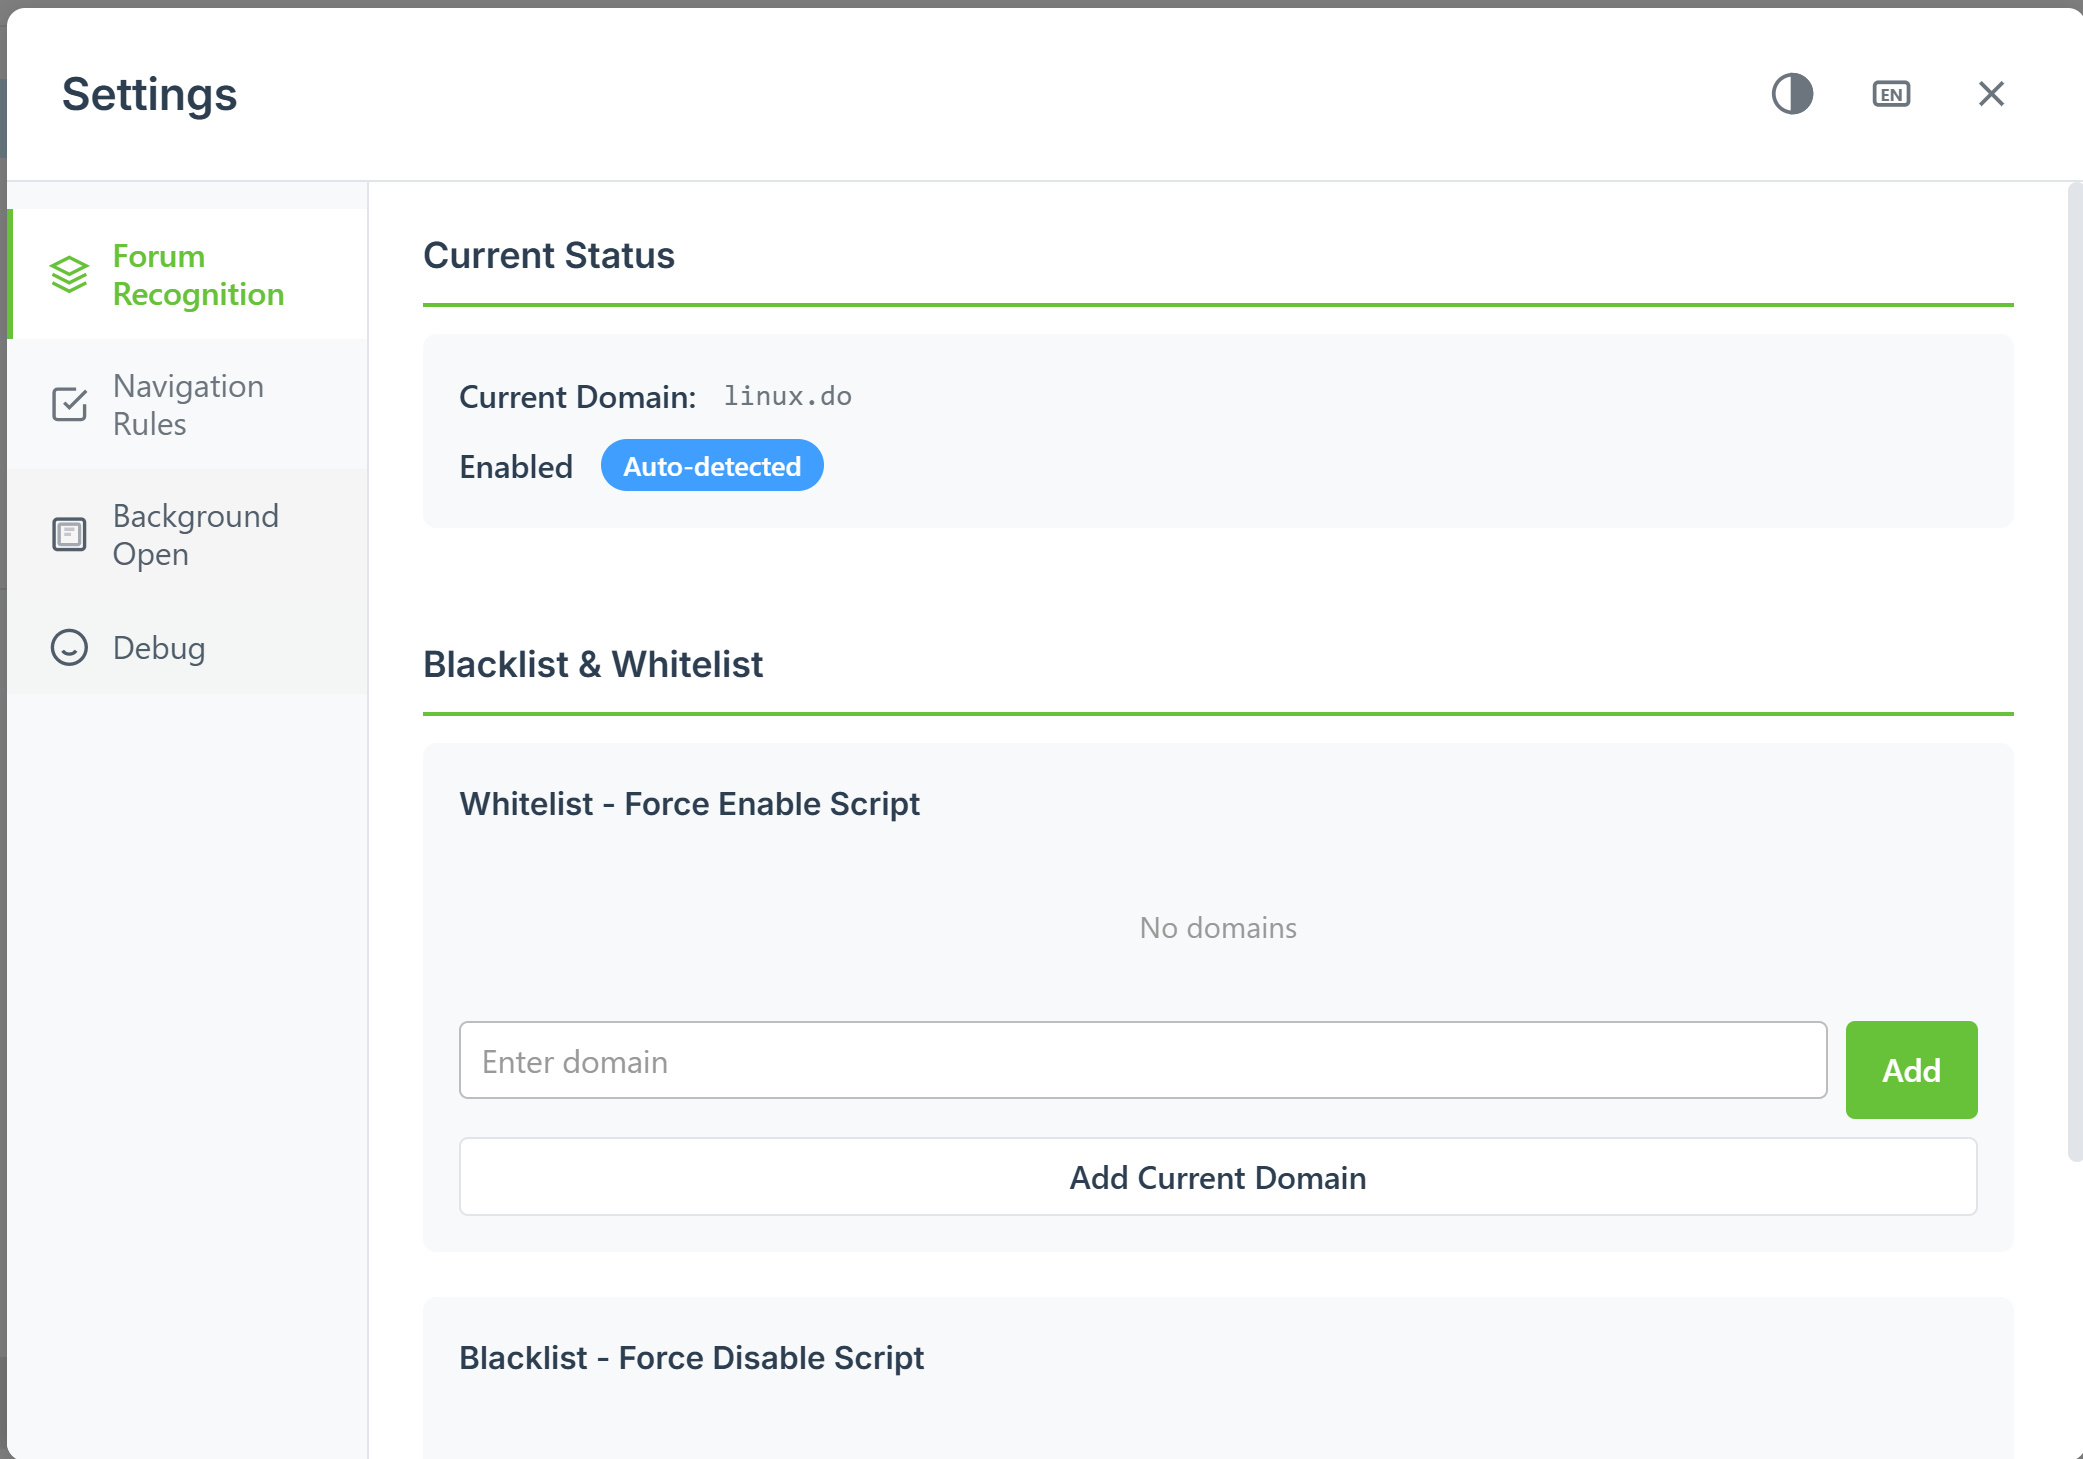 Settings
EN
Forum
Recognition
Navigation
Rules
Background
Open
Debug
Current Status
Current Domain: linux.do
Enabled Auto-detected
Blacklist & Whitelist
Whitelist - Force Enable Script
No domains
Enter domain
Add
Add Current Domain
Blacklist - Force Disable Script